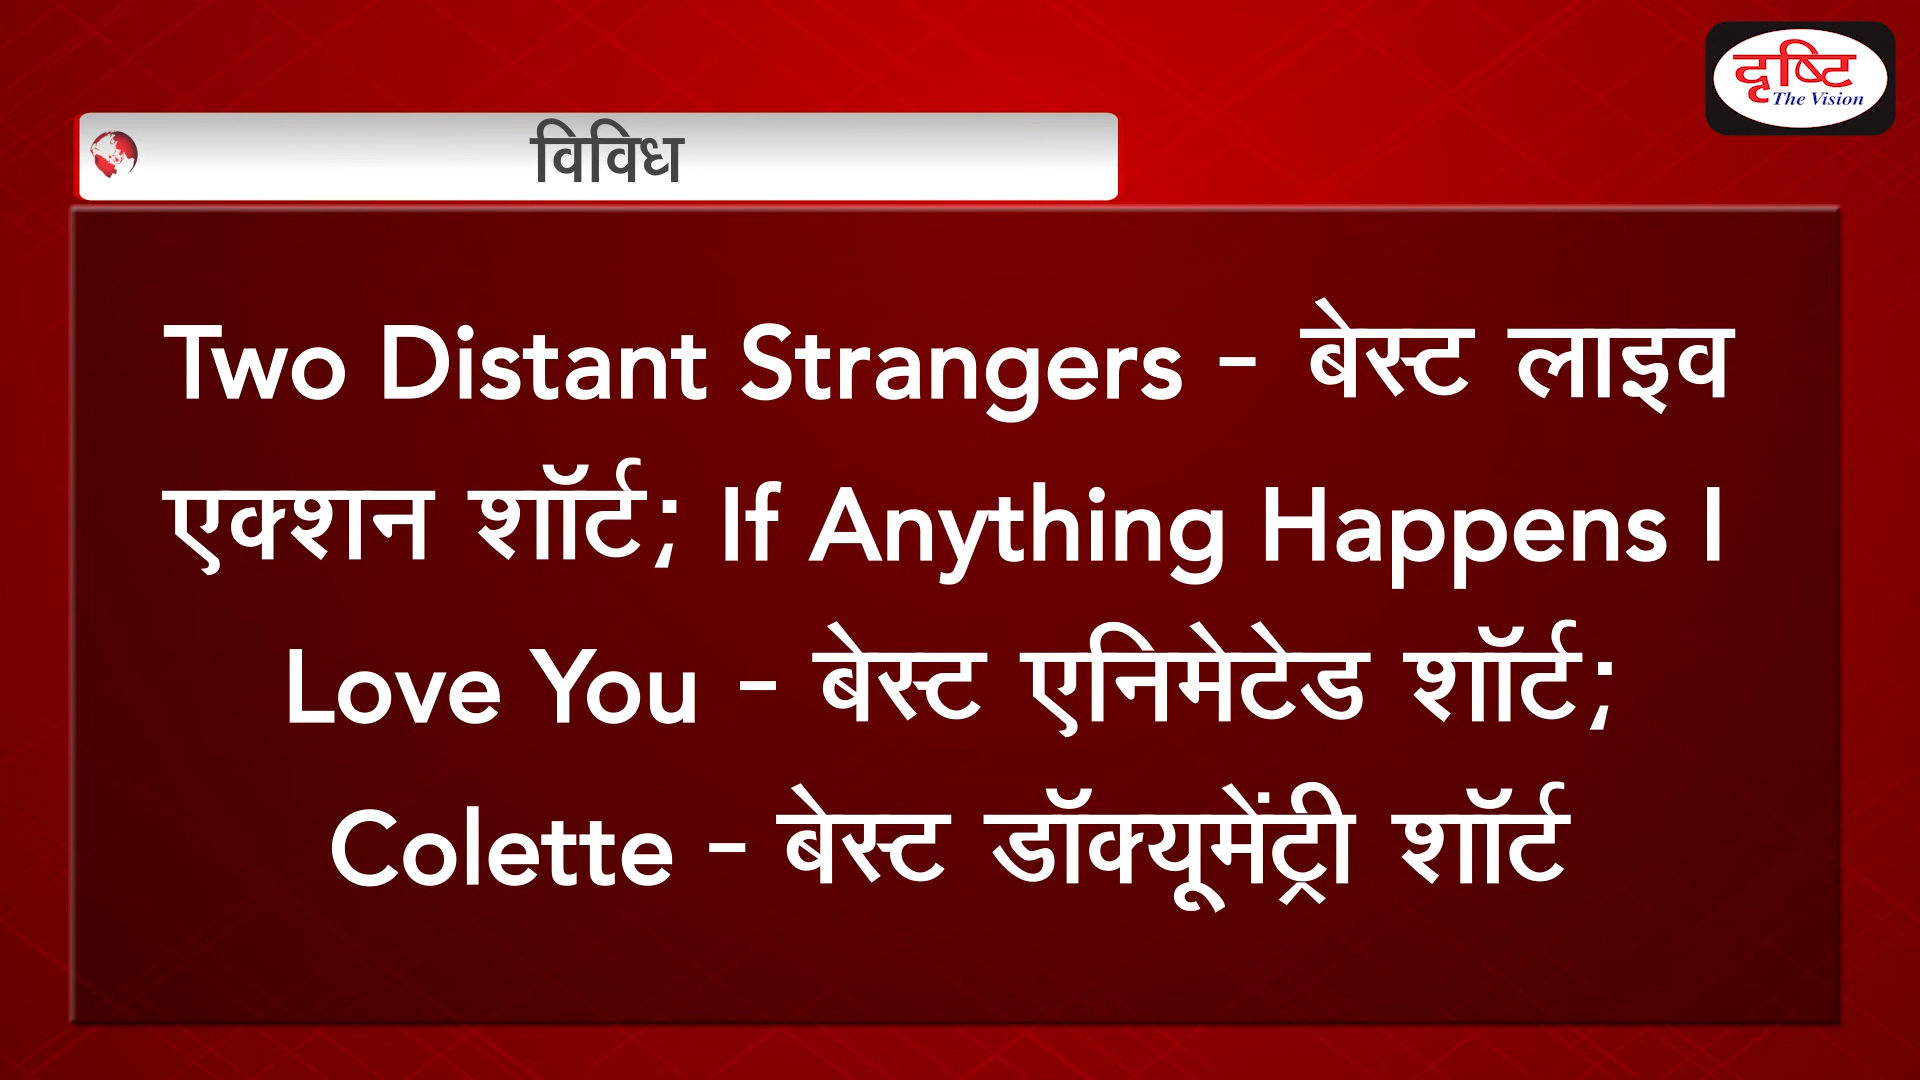 दृष्टि
The Vision
विविध
Two Distant Strangers - बेस्ट लाइव
एक्शन शॉर्ट; If Anything Happens I
Love You - बेस्ट एनिमेटेड शॉर्ट;
Colette - बेस्ट डॉक्यूमेंट्री शॉर्ट